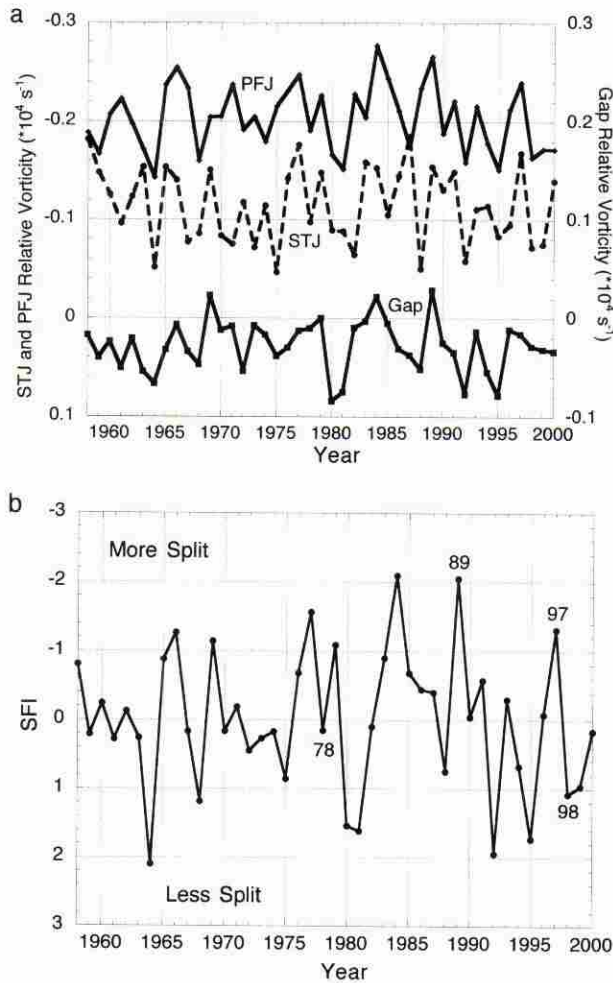 a
-0.3
-0.2
-0.1
0
0.1
STJ and PFJ Relative Vorticity (*10⁴ s⁻¹)
PFJ
STJ
Gap
0.3
0.2
0.1
0
-0.1
Gap Relative Vorticity (*10⁴ s⁻¹)
1960 1965 1970 1975 1980 1985 1990 1995 2000
Year
b
-3
-2
-1
0
1
2
3
SFI
More Split
89
97
78
98
Less Split
1960 1965 1970 1975 1980 1985 1990 1995 2000
Year